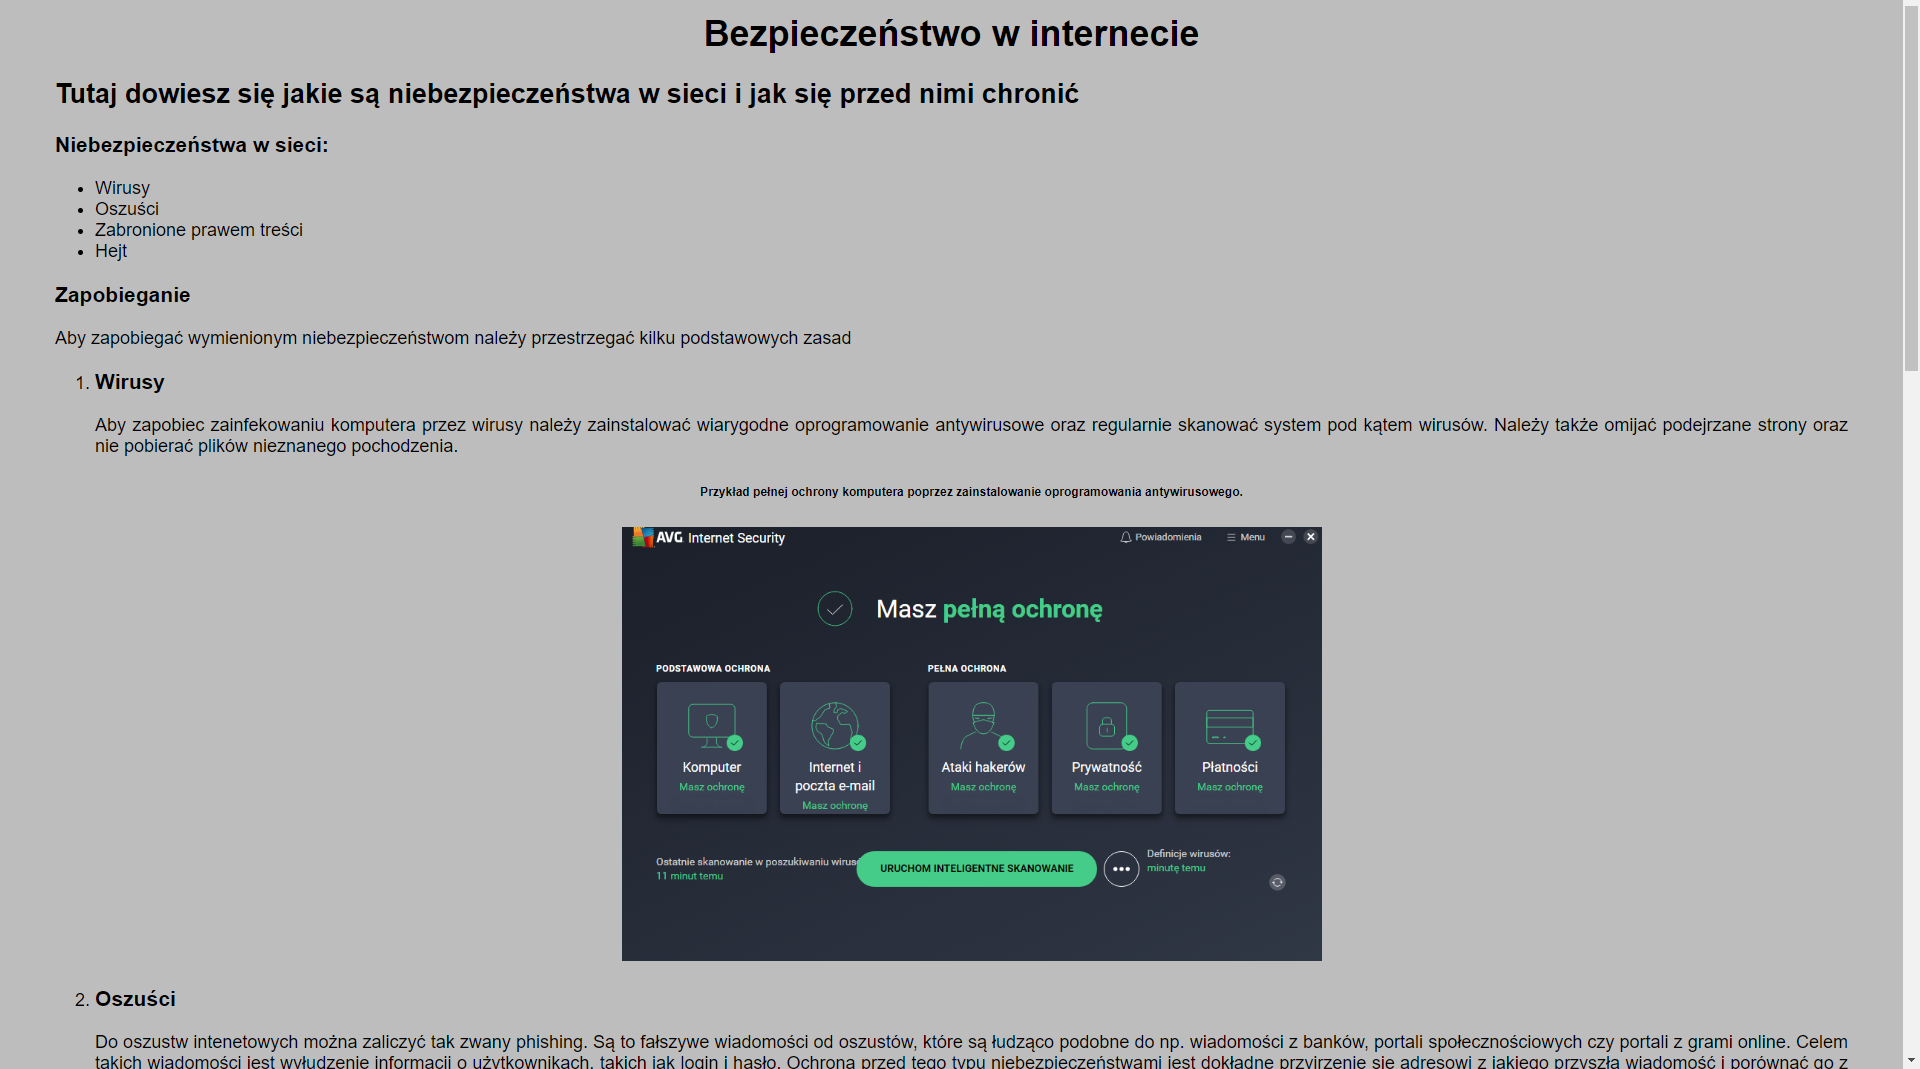 Bezpieczeństwo w internecie
Tutaj dowiesz się jakie są niebezpieczeństwa w sieci i jak się przed nimi chronić
Niebezpieczeństwa w sieci:
• Wirusy
• Oszuści
• Zabronione prawem treści
• Hejt
Zapobieganie
Aby zapobiegać wymienionym niebezpieczeństwom należy przestrzegać kilku podstawowych zasad
1. Wirusy
Aby zapobiec zainfekowaniu komputera przez wirusy należy zainstalować wiarygodne oprogramowanie antywirusowe oraz regularnie skanować system pod kątem wirusów. Należy także omijać podejrzane strony oraz
nie pobierać plików nieznanego pochodzenia.
Przykład pełnej ochrony komputera poprzez zainstalowanie oprogramowania antywirusowego.
AVG Internet Security
Powiadomienia
Menu
Masz pełną ochronę
PODSTAWOWA OCHRONA
PEŁNA OCHRONA
Komputer
Masz ochronę
Internet i
poczta e-mail
Masz ochronę
Ataki hakerów
Masz ochronę
Prywatność
Masz ochronę
Płatności
Masz ochronę
Ostatnie skanowanie w poszukiwaniu wirus
11 minut temu
URUCHOM INTELIGENTNE SKANOWANIE
Definicje wirusów:
minutę temu
2. Oszuści
Do oszustw intenetowych można zaliczyć tak zwany phishing. Są to fałszywe wiadomości od oszustów, które są łudząco podobne do np. wiadomości z banków, portali społecznościowych czy portali z grami online. Celem
takich wiadomości jest wyłudzenie informacji o użytkownikach, takich jak login i hasło. Ochroną przed tego typu niebezpieczeństwami jest dokładne przyjrzenie się adresowi z jakiego przyszła wiadomość i porównać go z